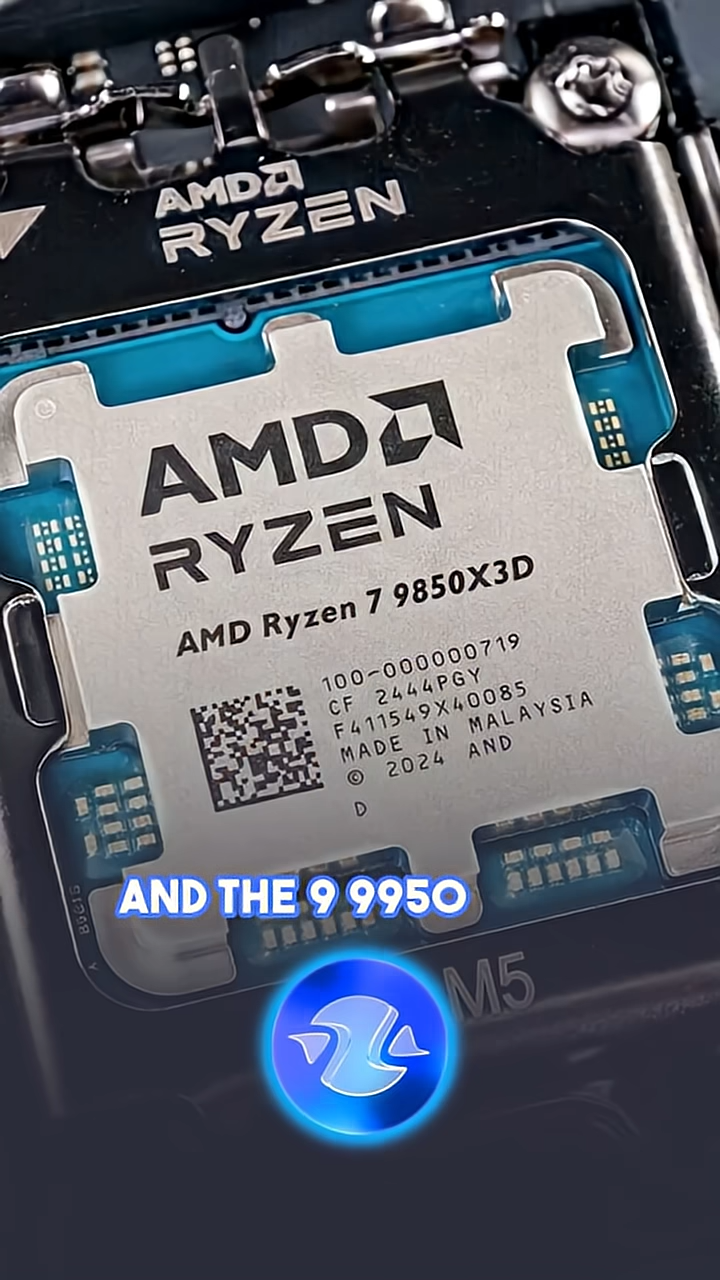 AMD
RYZEN
AMD
RYZEN
AMD Ryzen 7 9850X3D
100-000000719
CF 2444PGY
F411549X40085
MADE IN MALAYSIA
© 2024 AND
D
AND THE 9 9950
M5